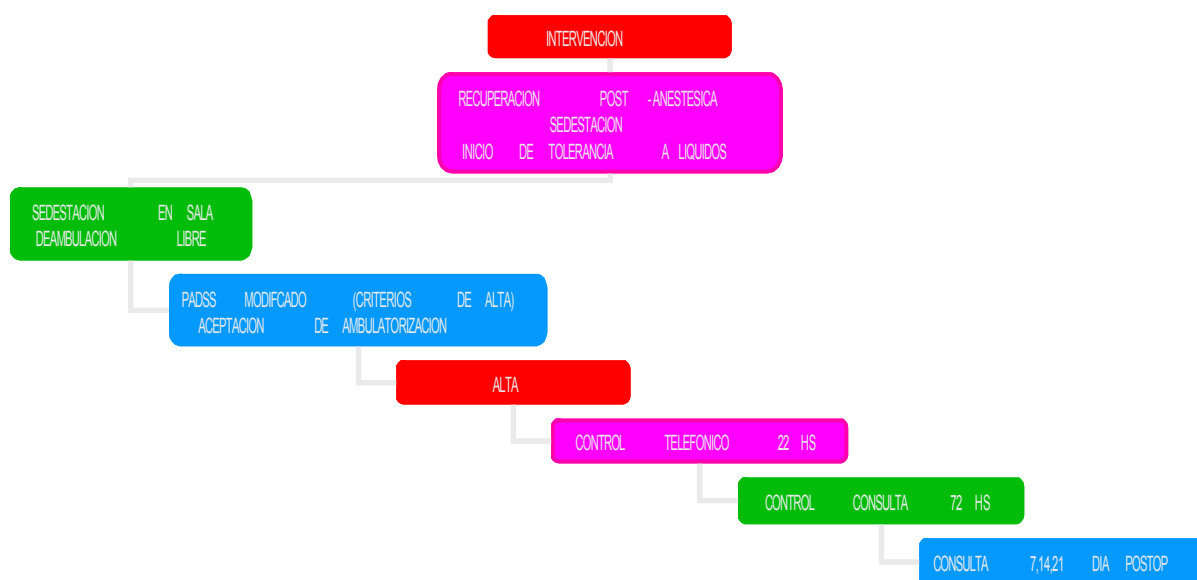 INTERVENCION
RECUPERACION POST -ANESTESICA
SEDESTACION
INICIO DE TOLERANCIA A LIQUIDOS
SEDESTACION EN SALA
DEAMBULACION LIBRE
PADSS MODIFCADO (CRITERIOS DE ALTA)
ACEPTACION DE AMBULATORIZACION
ALTA
CONTROL TELEFONICO 22 HS
CONTROL CONSULTA 72 HS
CONSULTA 7,14,21 DIA POSTOP